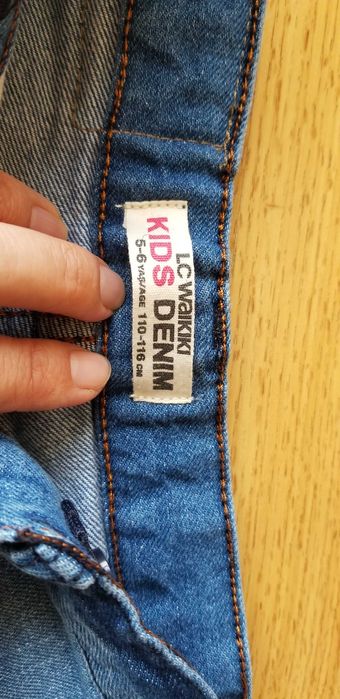 LC WAIKIKI
KIDS DENIM
5-6 YAŞ/AGE 110-116 CM